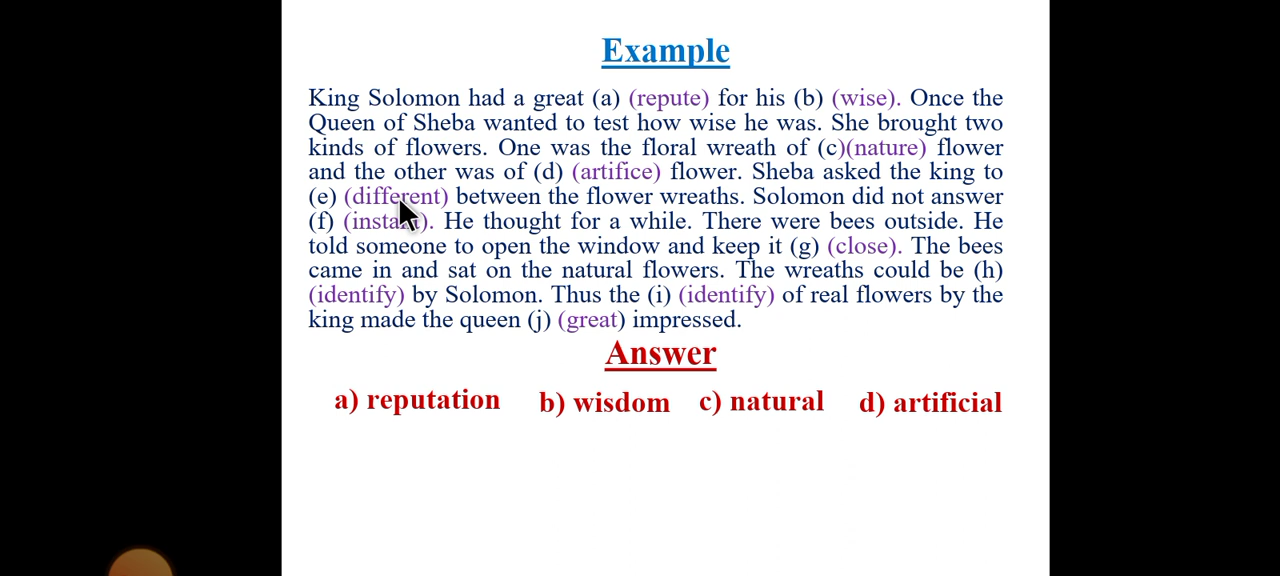 Example
King Solomon had a great (a) (repute) for his (b) (wise). Once the
Queen of Sheba wanted to test how wise he was. She brought two
kinds of flowers. One was the floral wreath of (c)(nature) flower
and the other was of (d) (artifice) flower. Sheba asked the king to
(e) (different) between the flower wreaths. Solomon did not answer
(f) (instant). He thought for a while. There were bees outside. He
told someone to open the window and keep it (g) (close). The bees
came in and sat on the natural flowers. The wreaths could be (h)
(identify) by Solomon. Thus the (i) (identify) of real flowers by the
king made the queen (j) (great) impressed.
Answer
a) reputation b) wisdom c) natural d) artificial